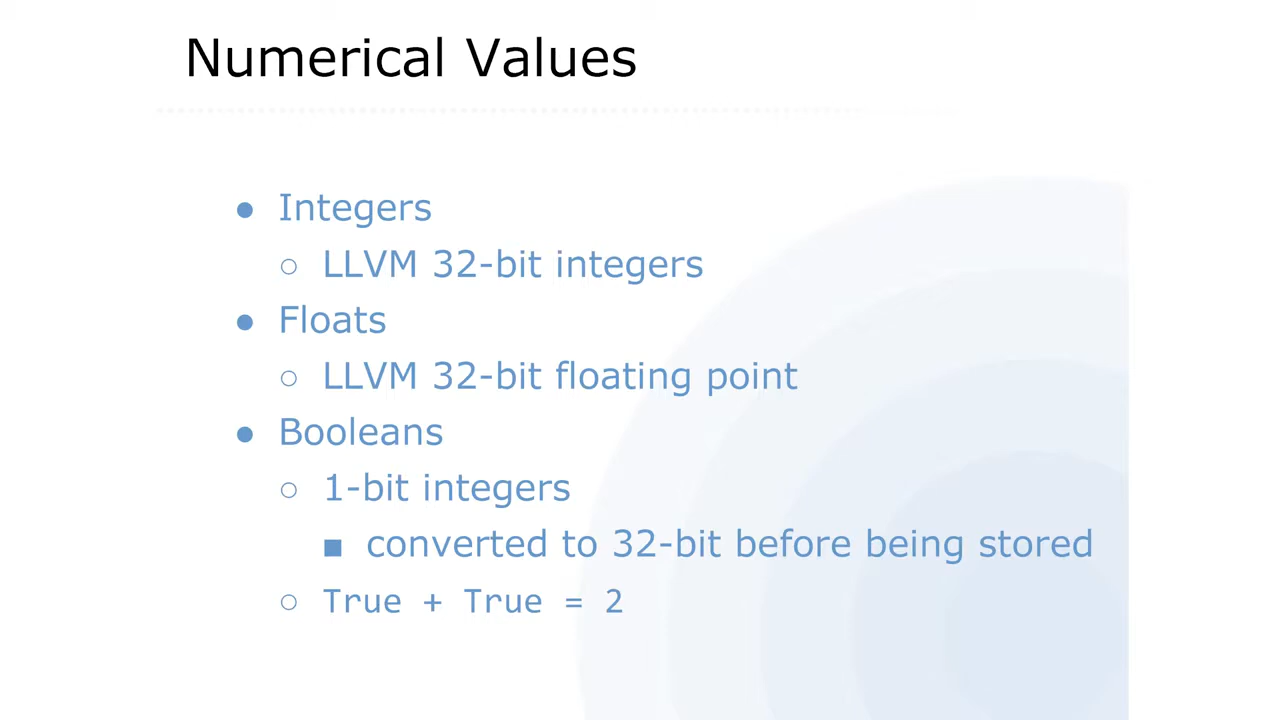 Numerical Values
● Integers
○ LLVM 32-bit integers
● Floats
○ LLVM 32-bit floating point
● Booleans
○ 1-bit integers
■ converted to 32-bit before being stored
○ True + True = 2